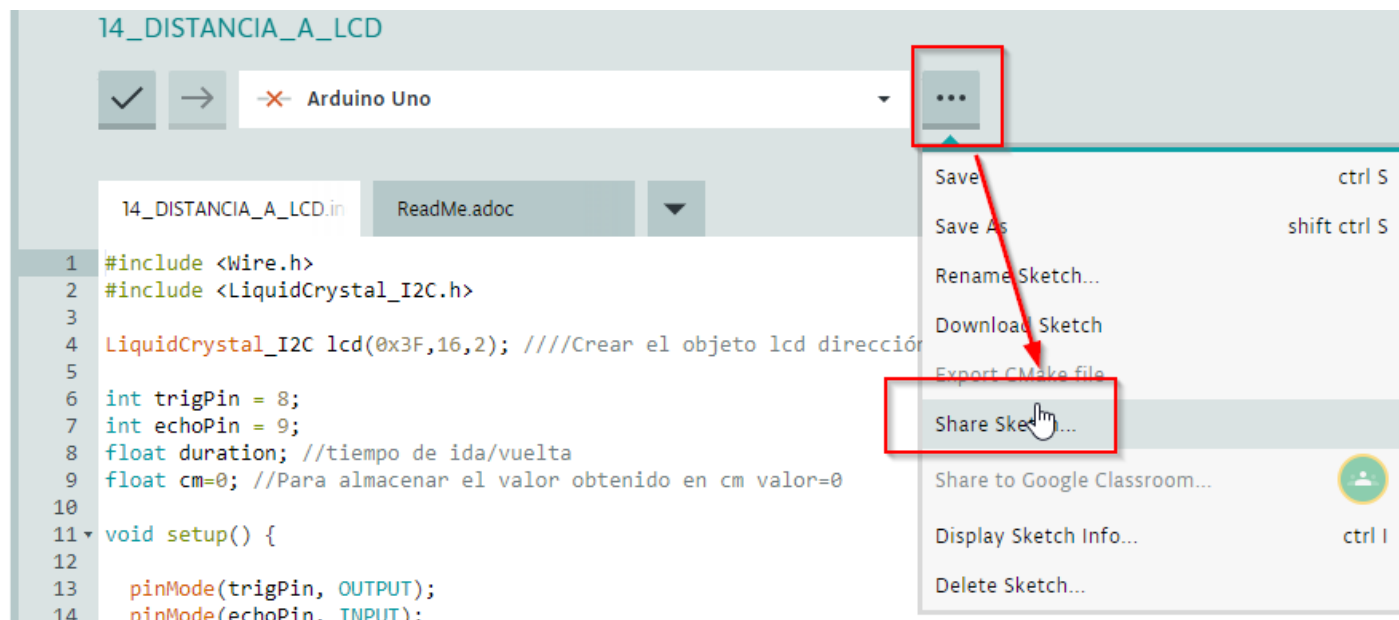 14_DISTANCIA_A_LCD
Arduino Uno
Save ctrl S
Save As shift ctrl S
Rename Sketch...
Download Sketch
Export CMake file
Share Sketch...
Share to Google Classroom...
Display Sketch Info... ctrl I
Delete Sketch...
14_DISTANCIA_A_LCD.in ReadMe.adoc
1 #include <Wire.h>
2 #include <LiquidCrystal_I2C.h>
3
4 LiquidCrystal_I2C lcd(0x3F,16,2); ////Crear el objeto lcd dirección
5
6 int trigPin = 8;
7 int echoPin = 9;
8 float duration; //tiempo de ida/vuelta
9 float cm=0; //Para almacenar el valor obtenido en cm valor=0
10
11 void setup() {
12
13 pinMode(trigPin, OUTPUT);
14 pinMode(echoPin, INPUT);